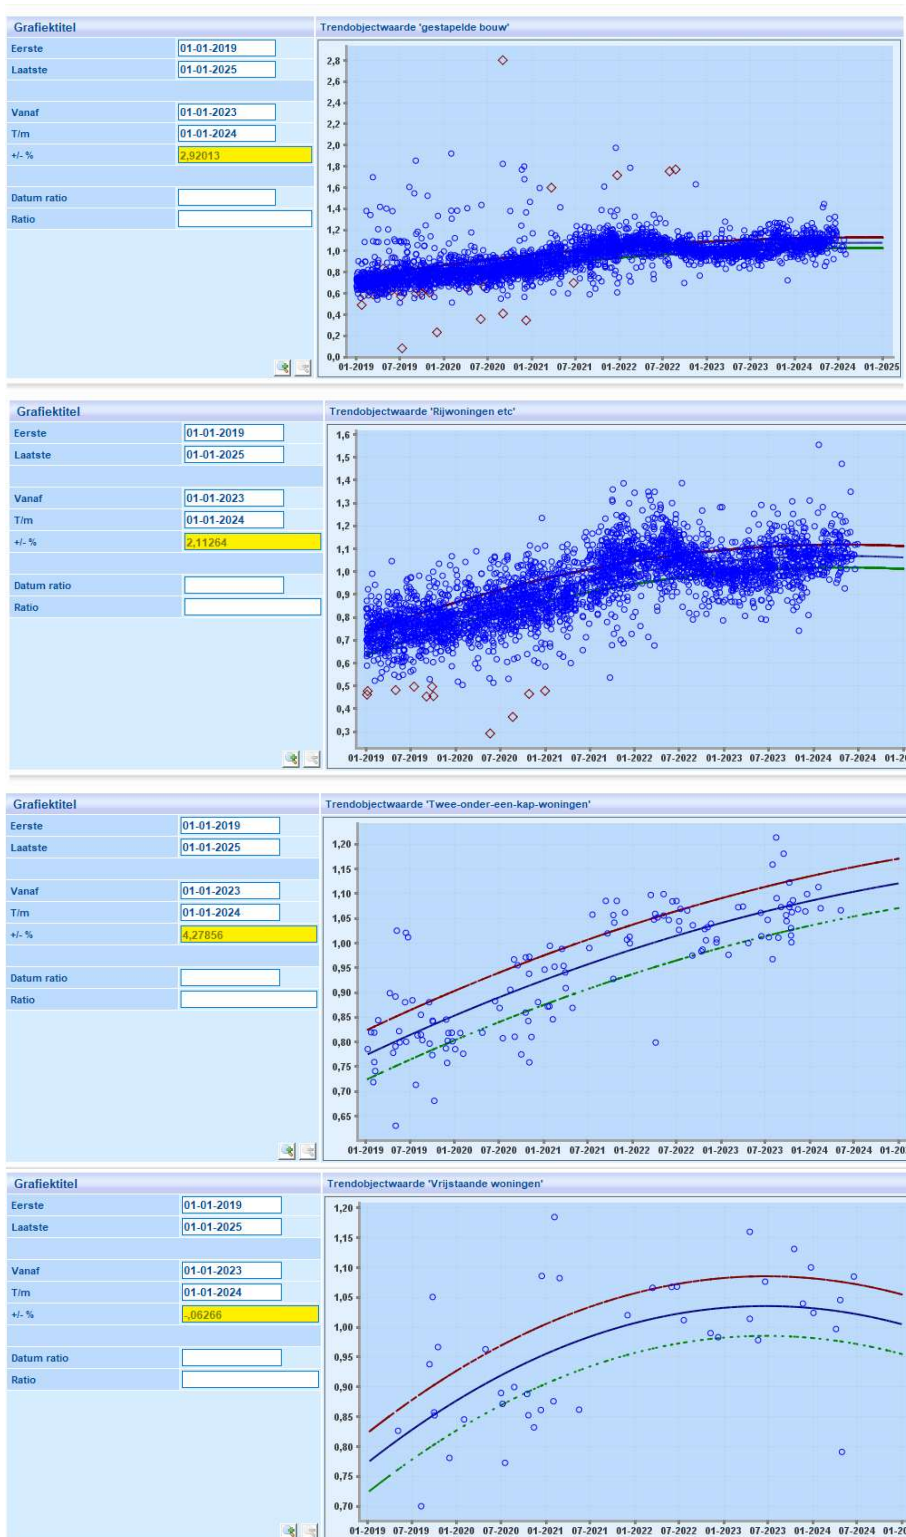 Grafiektitel Trendobjectwaarde 'gestapelde bouw'
Eerste 01-01-2019
Laatste 01-01-2025
Vanaf 01-01-2023
T/m 01-01-2024
+/- % 2,92013
Datum ratio
Ratio
2,8
2,6
2,4
2,2
2,0
1,8
1,6
1,4
1,2
1,0
0,8
0,6
0,4
0,2
0,0
01-2019 07-2019 01-2020 07-2020 01-2021 07-2021 01-2022 07-2022 01-2023 07-2023 01-2024 07-2024 01-2025
Grafiektitel Trendobjectwaarde 'Rijwoningen etc'
Eerste 01-01-2019
Laatste 01-01-2025
Vanaf 01-01-2023
T/m 01-01-2024
+/- % 2,11264
Datum ratio
Ratio
1,6
1,5
1,4
1,3
1,2
1,1
1,0
0,9
0,8
0,7
0,6
0,5
0,4
0,3
01-2019 07-2019 01-2020 07-2020 01-2021 07-2021 01-2022 07-2022 01-2023 07-2023 01-2024 07-2024 01-20
Grafiektitel Trendobjectwaarde 'Twee-onder-een-kap-woningen'
Eerste 01-01-2019
Laatste 01-01-2025
Vanaf 01-01-2023
T/m 01-01-2024
+/- % 4,27856
Datum ratio
Ratio
1,20
1,15
1,10
1,05
1,00
0,95
0,90
0,85
0,80
0,75
0,70
0,65
01-2019 07-2019 01-2020 07-2020 01-2021 07-2021 01-2022 07-2022 01-2023 07-2023 01-2024 07-2024 01-20
Grafiektitel Trendobjectwaarde 'Vrijstaande woningen'
Eerste 01-01-2019
Laatste 01-01-2025
Vanaf 01-01-2023
T/m 01-01-2024
+/- % -,06266
Datum ratio
Ratio
1,20
1,15
1,10
1,05
1,00
0,95
0,90
0,85
0,80
0,75
0,70
01-2019 07-2019 01-2020 07-2020 01-2021 07-2021 01-2022 07-2022 01-2023 07-2023 01-2024 07-2024 01-20